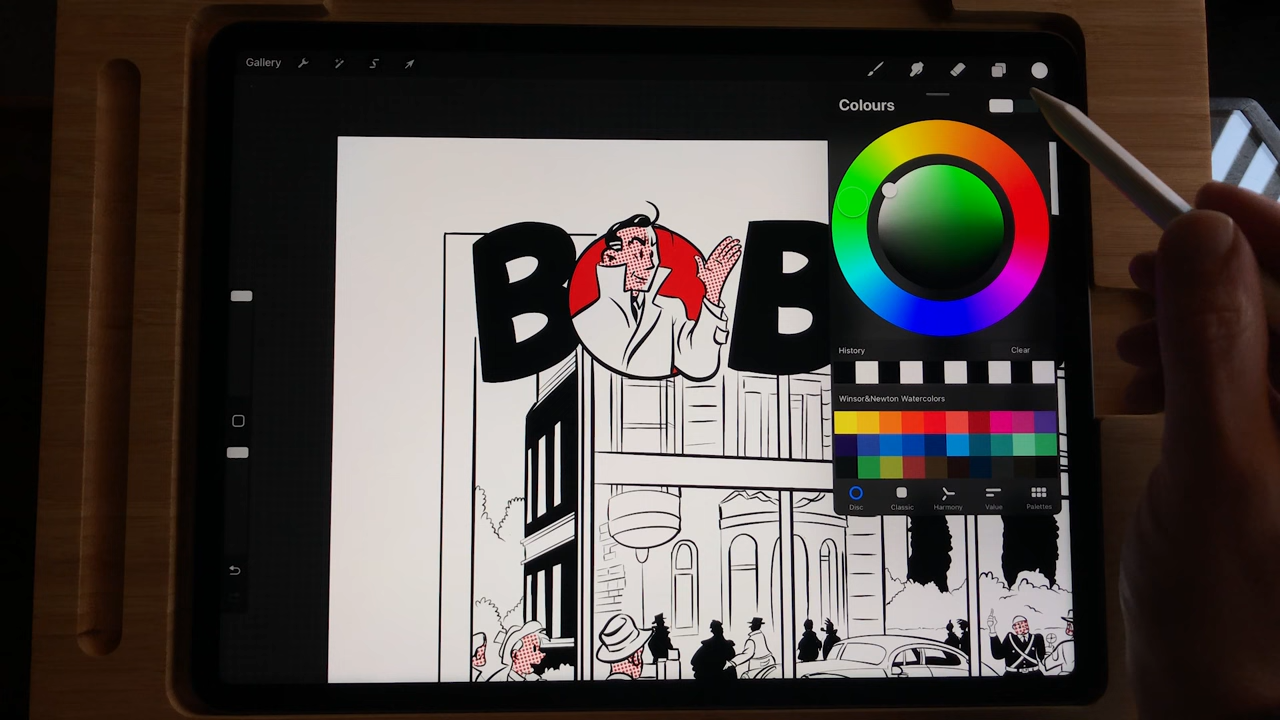 Gallery
Colours
B B
History Clear
Winsor&Newton Watercolors
Disc Classic Harmony Value Palettes